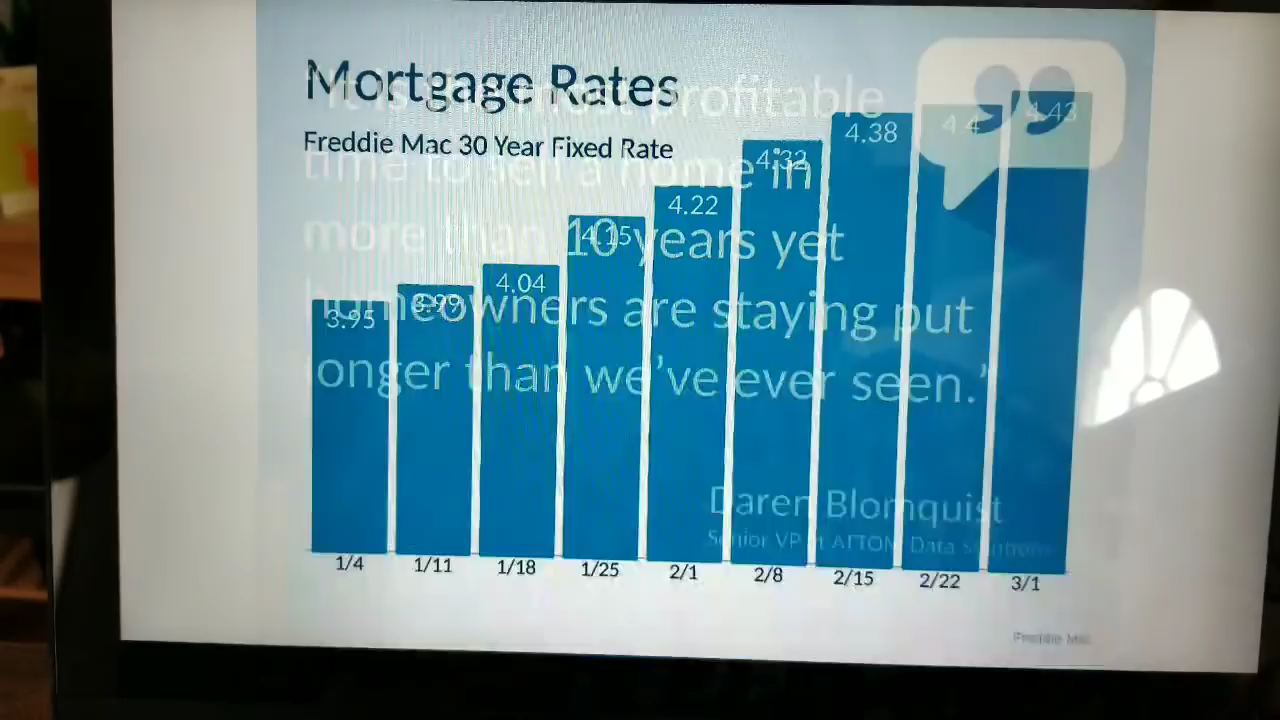 Mortgage Rates
Freddie Mac 30 Year Fixed Rate
most profitable
time to sell a home in
more than 10 years yet
homeowners are staying put
longer than we've ever seen."
Daren Blomquist
Senior VP at ATTOM Data Solutions
3.95 3.99 4.04 4.15 4.22 4.32 4.38 4.4 4.43
1/4 1/11 1/18 1/25 2/1 2/8 2/15 2/22 3/1
Freddie Mac